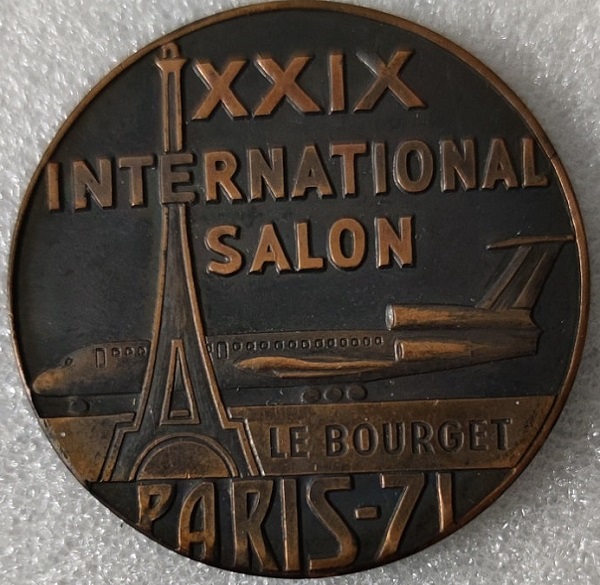 XXIX
INTERNATIONAL
SALON
LE BOURGET
PARIS-71